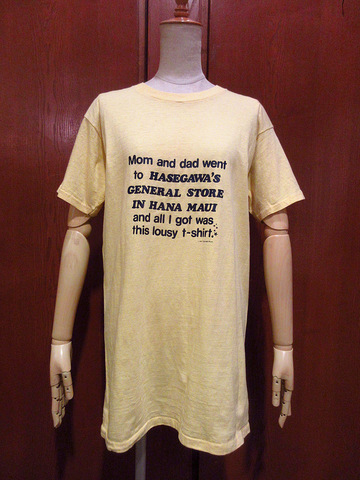 Mom and dad went
to HASEGAWA'S
GENERAL STORE
IN HANA MAUI
and all I got was
this lousy t-shirt.